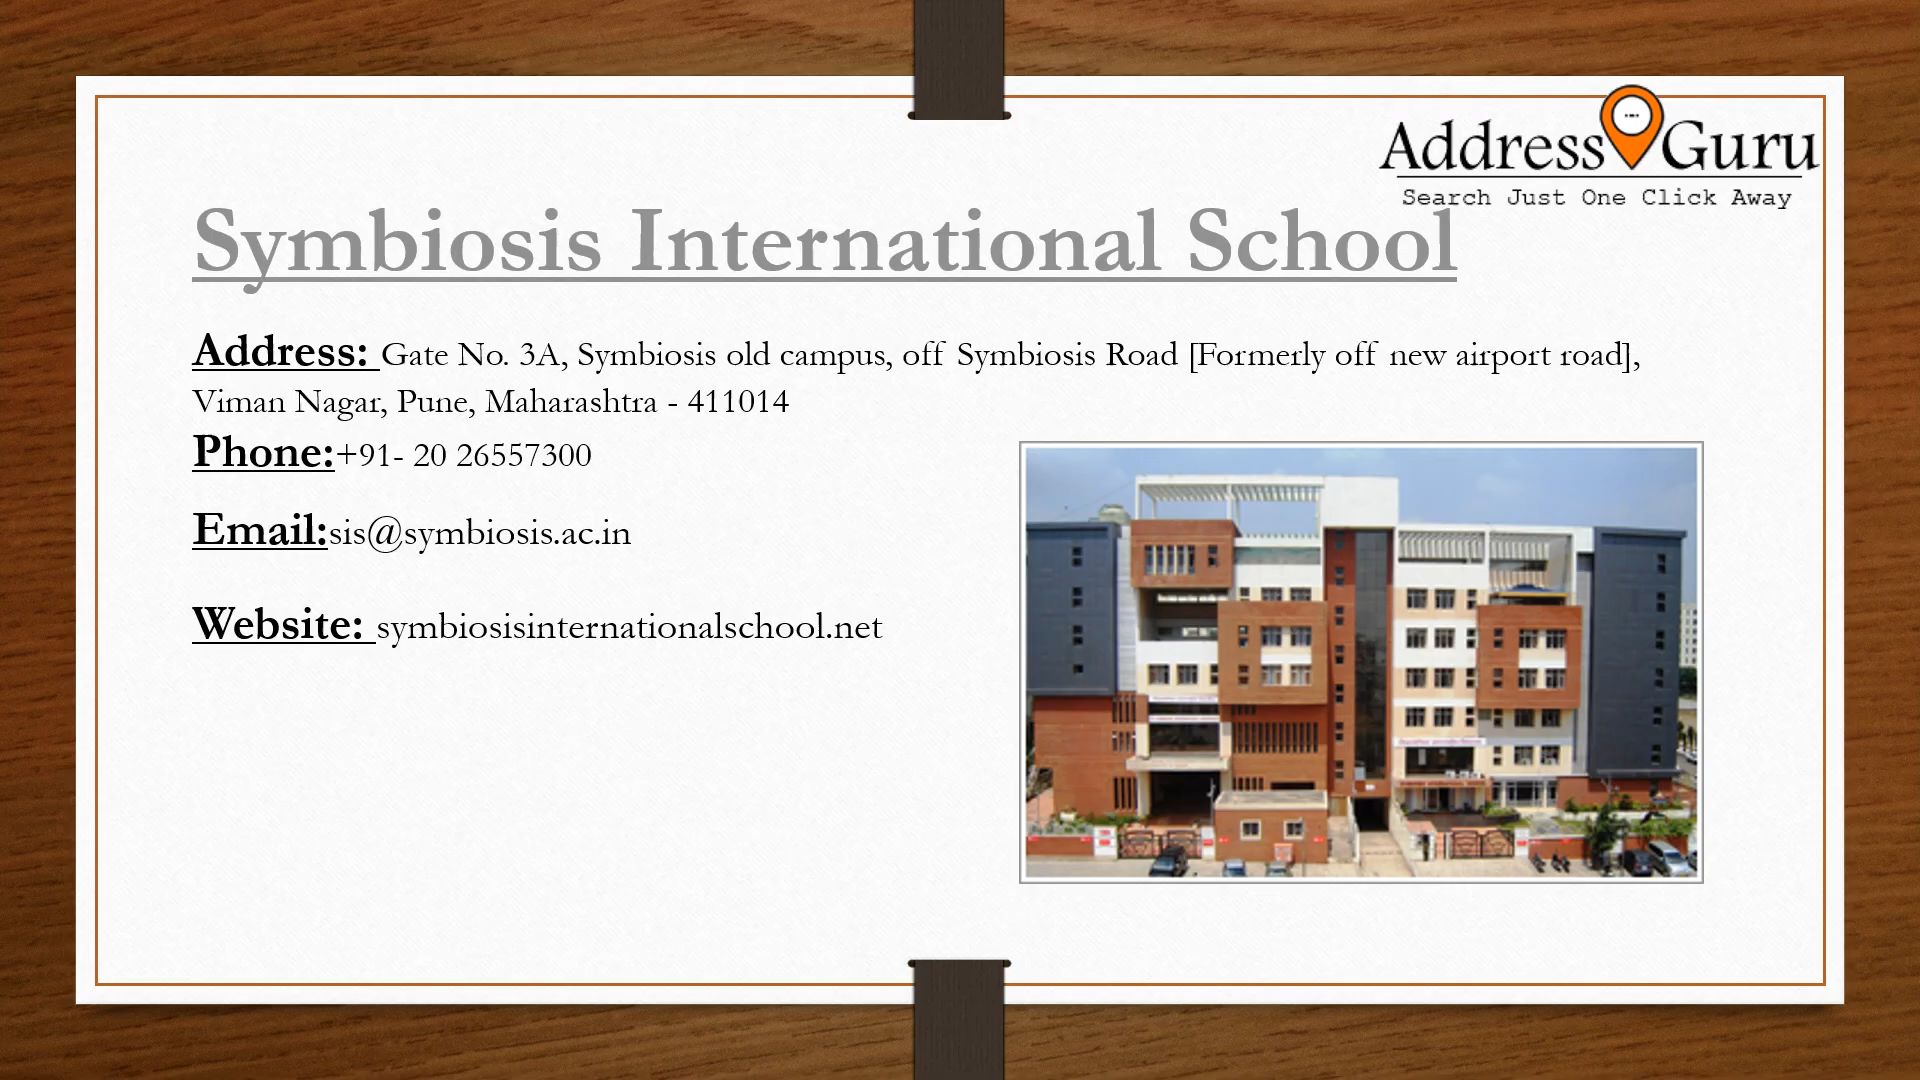 Address Guru
Search Just One Click Away
Symbiosis International School
Address: Gate No. 3A, Symbiosis old campus, off Symbiosis Road [Formerly off new airport road],
Viman Nagar, Pune, Maharashtra - 411014
Phone:+91- 20 26557300
Email:sis@symbiosis.ac.in
Website: symbiosisinternationalschool.net